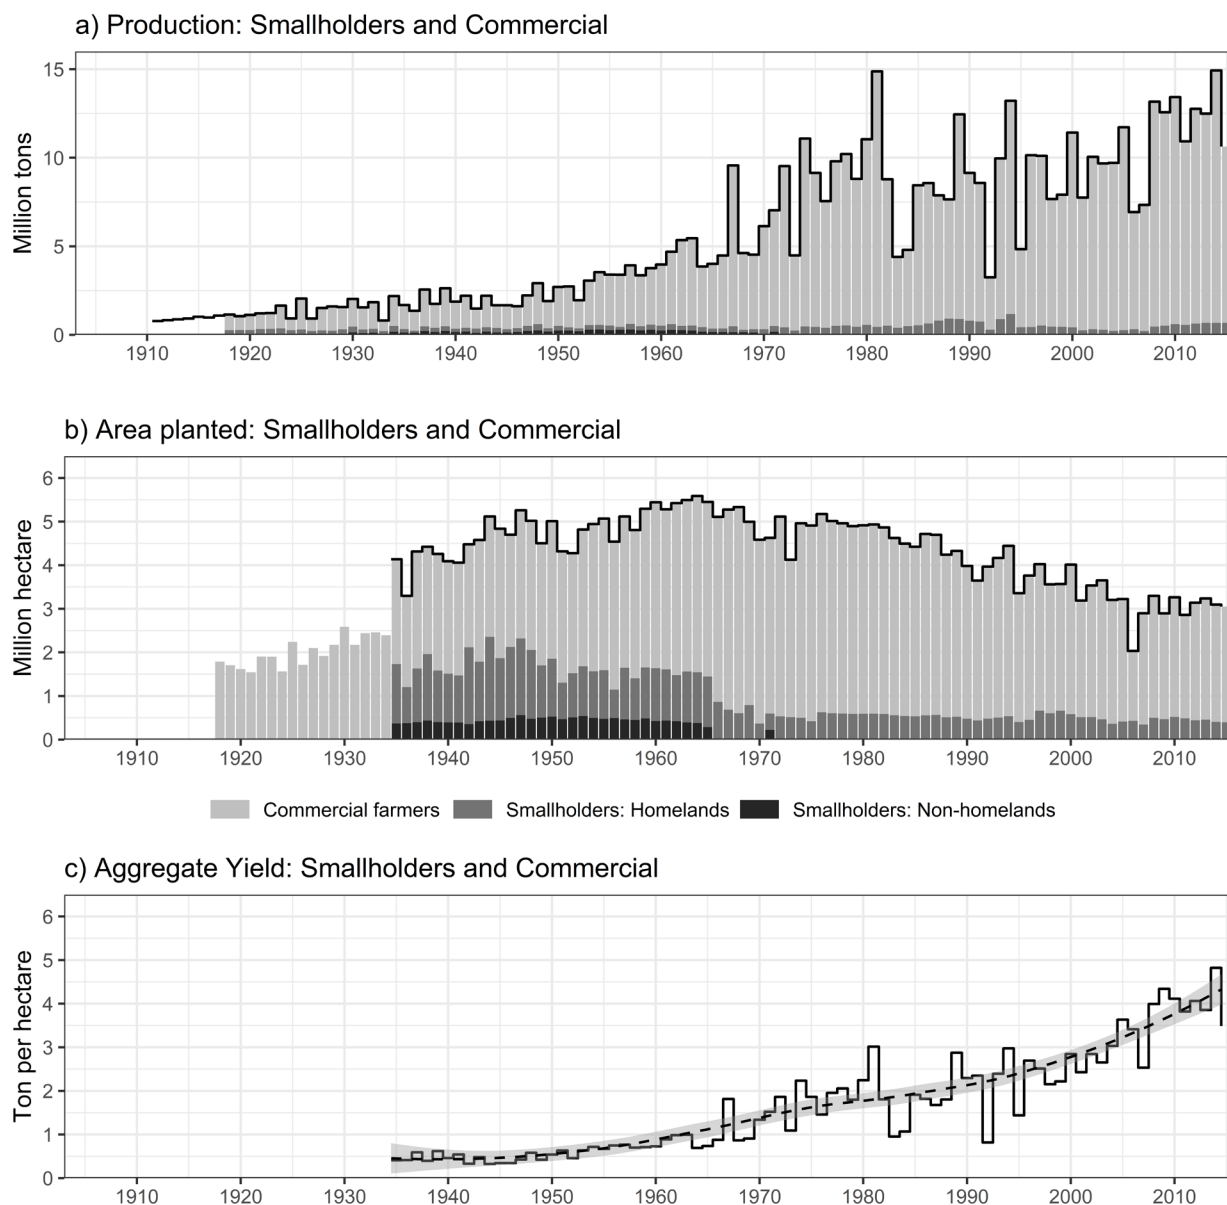 a) Production: Smallholders and Commercial
15
10
5
0
Million tons
1910 1920 1930 1940 1950 1960 1970 1980 1990 2000 2010
b) Area planted: Smallholders and Commercial
6
5
4
3
2
1
0
Million hectare
1910 1920 1930 1940 1950 1960 1970 1980 1990 2000 2010
Commercial farmers Smallholders: Homelands Smallholders: Non-homelands
c) Aggregate Yield: Smallholders and Commercial
6
5
4
3
2
1
0
Ton per hectare
1910 1920 1930 1940 1950 1960 1970 1980 1990 2000 2010